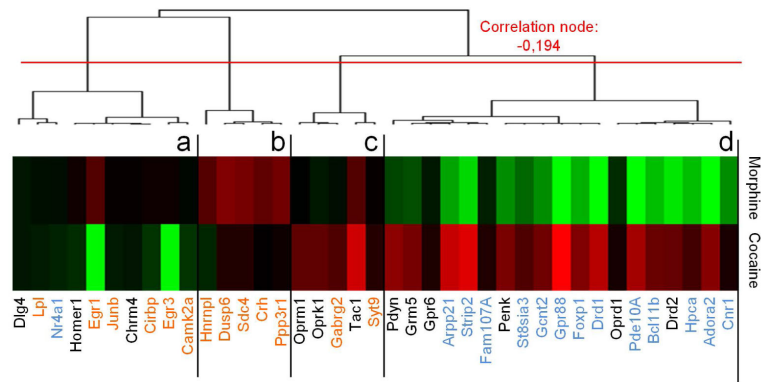 Correlation node:
-0,194
a
b
c
d
Morphine
Cocaine
Dlg4
Lpl
Nr4a1
Homer1
Egr1
Junb
Chrm4
Cirbp
Egr3
Camk2a
Hnrnpl
Dusp6
Sdc4
Crh
Ppp3r1
Oprm1
Oprk1
Gabrg2
Tac1
Syt9
Pdyn
Grm5
Gpr6
Arpp21
Strip2
Fam107A
Penk
St8sia3
Gcnt2
Gpr88
Foxp1
Drd1
Oprd1
Pde10A
Bcl11b
Drd2
Hpca
Adora2
Cnr1